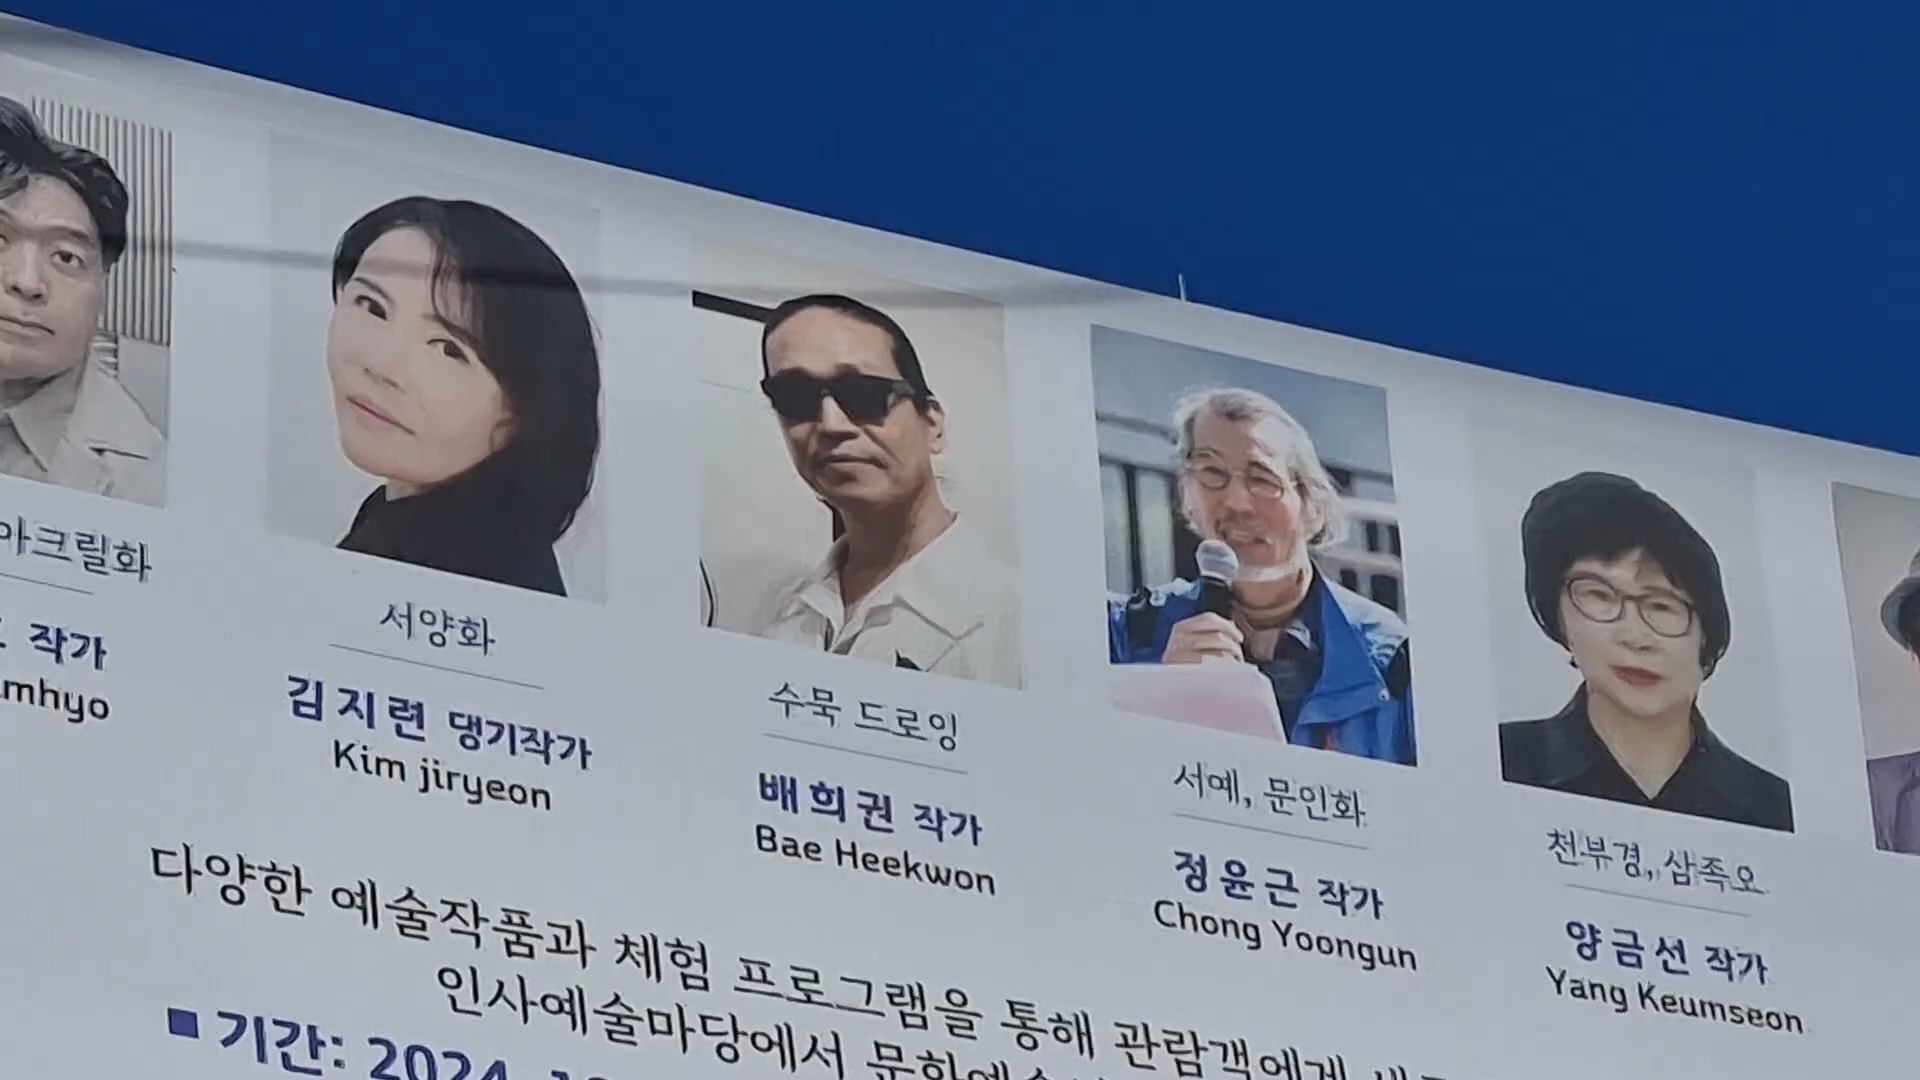 아크릴화
작가
mhyo
서양화
김지련 댕기작가
Kim jiryeon
수묵 드로잉
배희권 작가
Bae Heekwon
서예, 문인화
정윤근 작가
Chong Yoongun
천부경, 삼족오
양금선 작가
Yang Keumseon
다양한 예술작품과 체험 프로그램을 통해 관람객에게
인사예술마당에서
■ 기간: 2024.